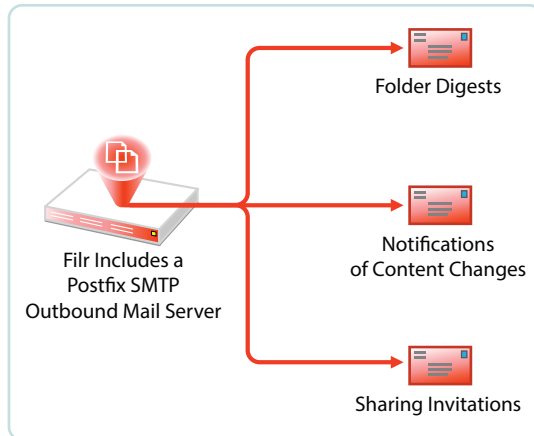 Folder Digests
Filr Includes a
Postfix SMTP
Outbound Mail Server
Notifications
of Content Changes
Sharing Invitations